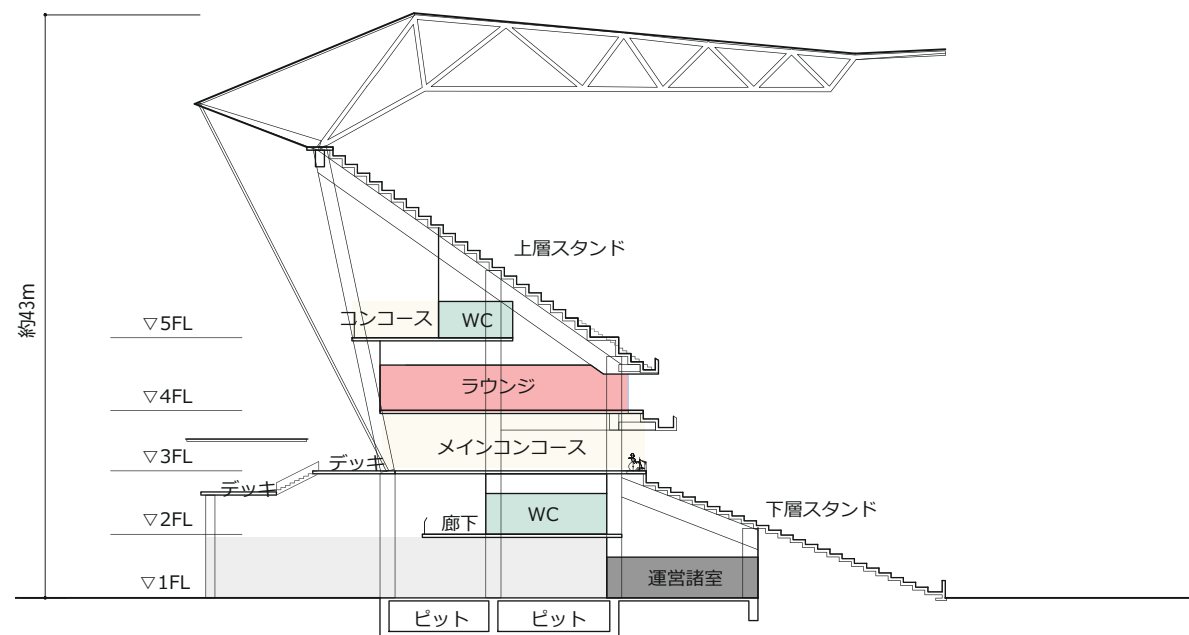 約43m
上層スタンド
▽5FL
コンコース
WC
ラウンジ
▽4FL
メインコンコース
▽3FL
デッキ
デッキ
下層スタンド
▽2FL
廊下
WC
▽1FL
運営諸室
ピット
ピット